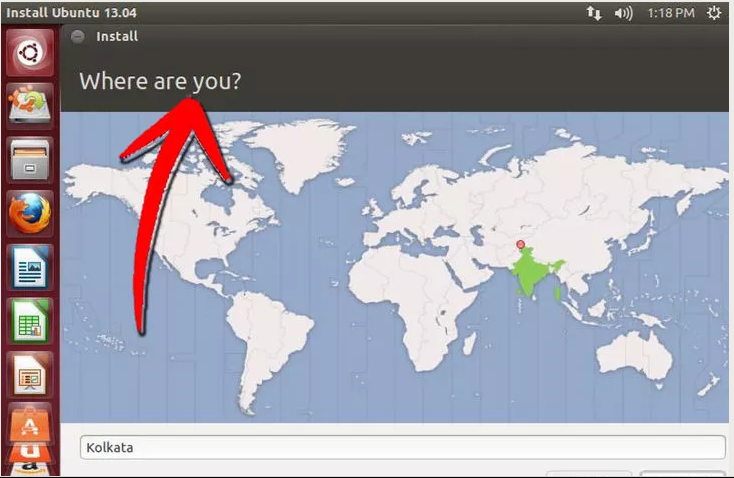 Install Ubuntu 13.04
1:18 PM
Install
Where are you?
Kolkata